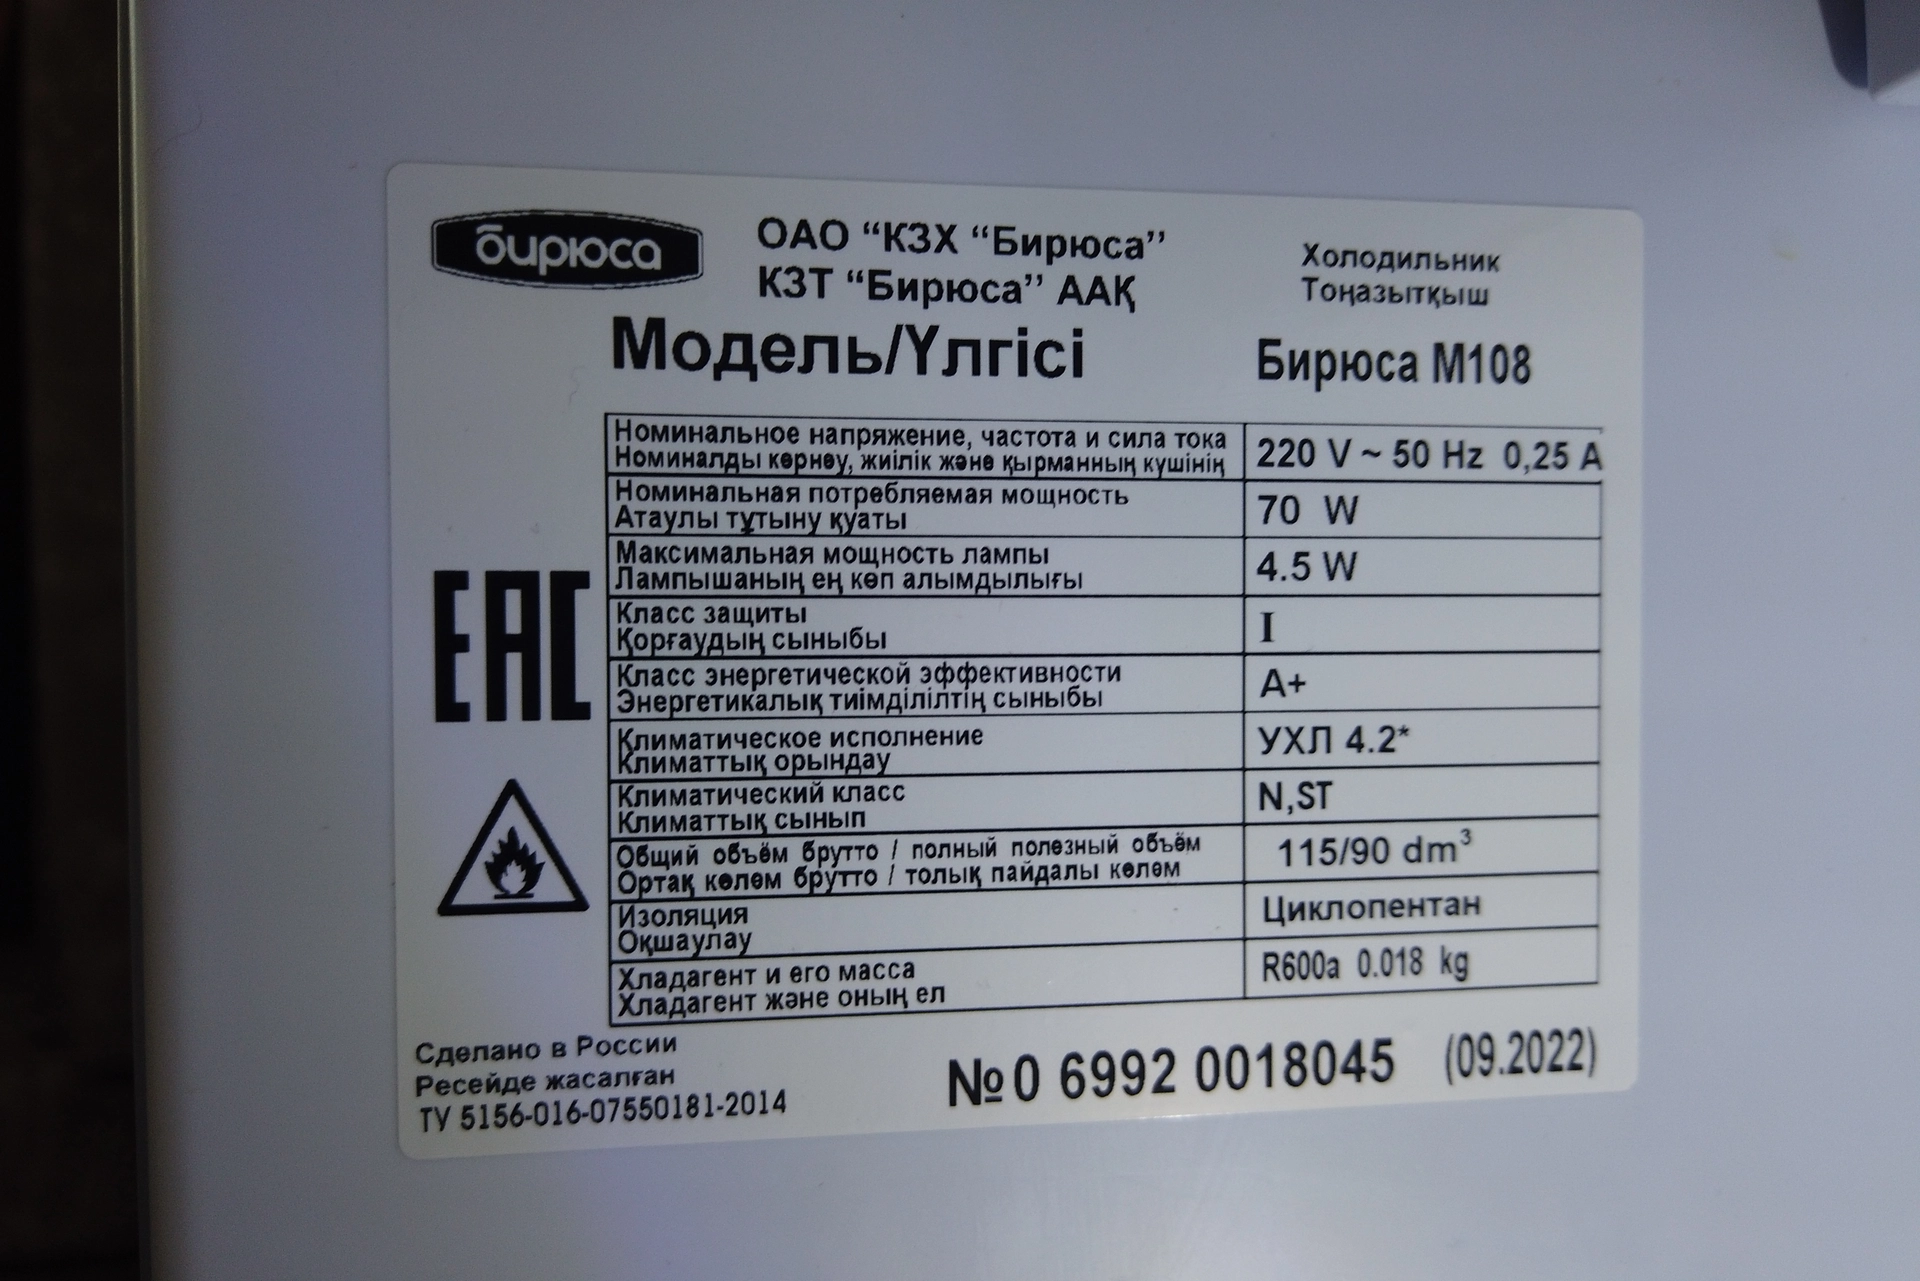 бирюса
ОАО “КЗХ “Бирюса”
КЗТ “Бирюса” ААҚ
Холодильник
Тоңазытқыш
Модель/Үлгісі
Бирюса М108
Номинальное напряжение, частота и сила тока
Номиналды көрнеу, жиілік және қырманның күшінің
220 V ~ 50 Hz 0,25 A
Номинальная потребляемая мощность
Атаулы тұтыну қуаты
70 W
Максимальная мощность лампы
Лампышаның ең көп алымдылығы
4.5 W
Класс защиты
Қорғаудың сыныбы
I
Класс энергетической эффективности
Энергетикалық тиімділілтің сыныбы
A+
Климатическое исполнение
Қлиматтық орындау
УХЛ 4.2*
Климатический класс
Климаттық сынып
N,ST
Общий объём брутто / полный полезный объём
Ортақ көлем брутто / толық пайдалы көлем
115/90 dm³
Изоляция
Оқшаулау
Циклопентан
Хладагент и его масса
Хладагент және оның ел
R600a 0.018 kg
EAC
Сделано в России
Ресейде жасалған
ТУ 5156-016-07550181-2014
№0 6992 0018045 (09.2022)